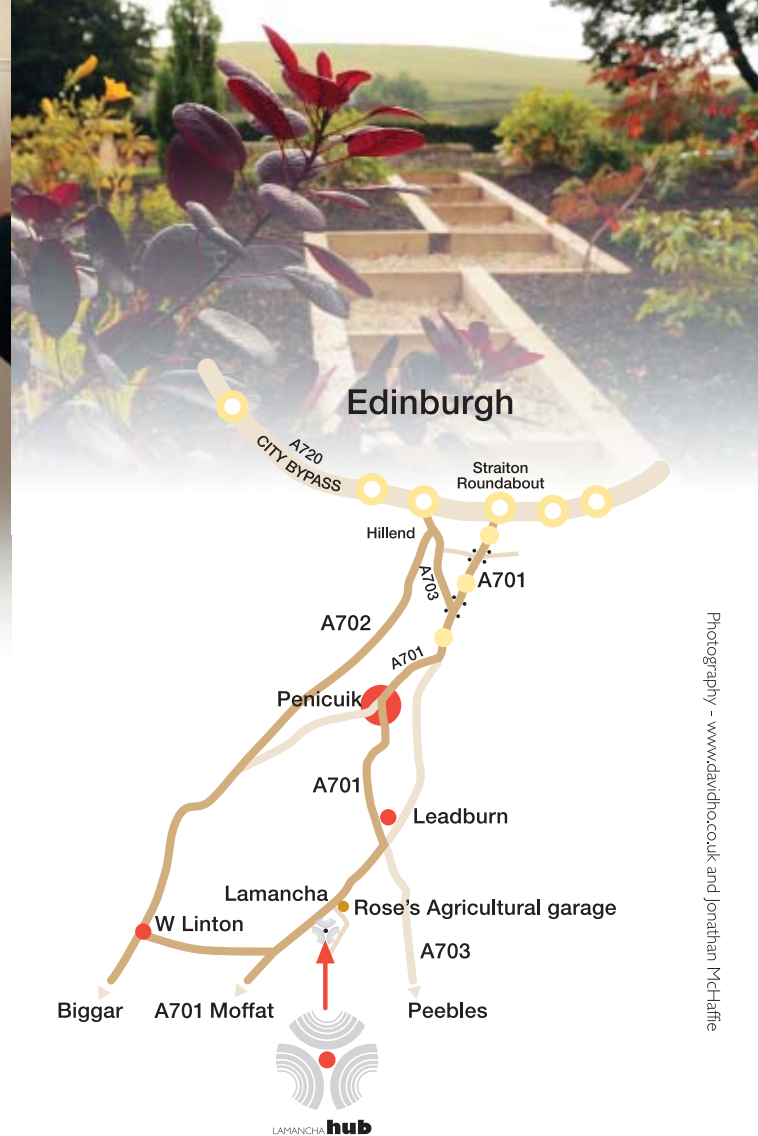 Edinburgh
A720
CITY BYPASS
Straiton
Roundabout
Hillend
A703
A701
A702
A701
Penicuik
A701
Leadburn
Lamancha
Rose's Agricultural garage
W Linton
A703
Biggar
A701 Moffat
Peebles
LAMANCHA hub
Photography - www.davidho.co.uk and Jonathan McHaffie